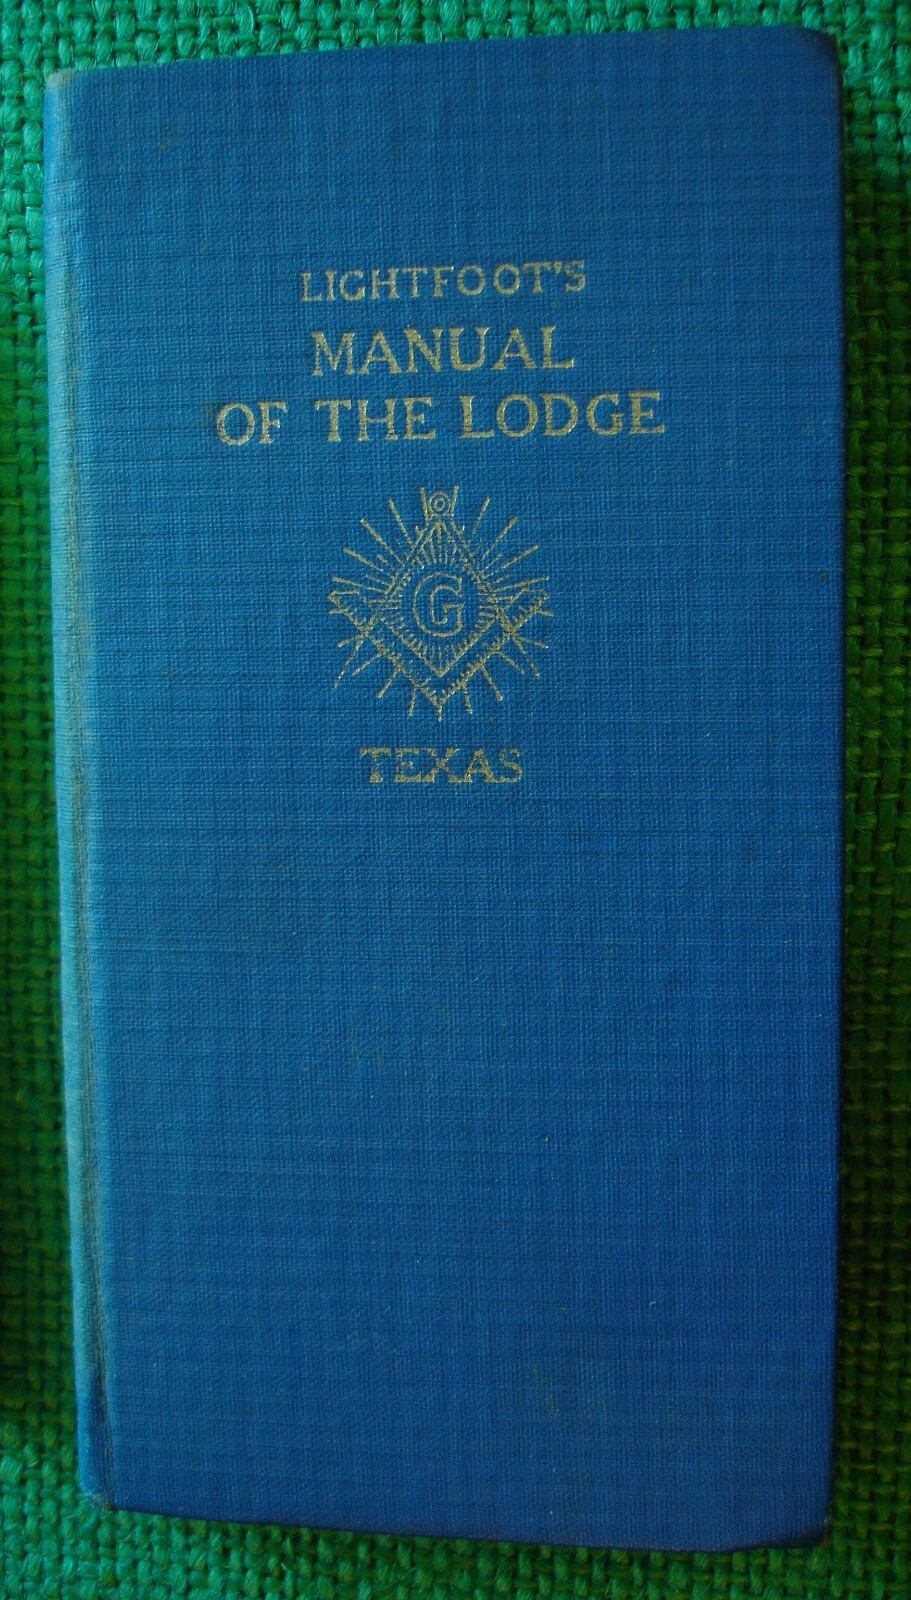 LIGHTFOOT'S
MANUAL
OF THE LODGE
G
TEXAS